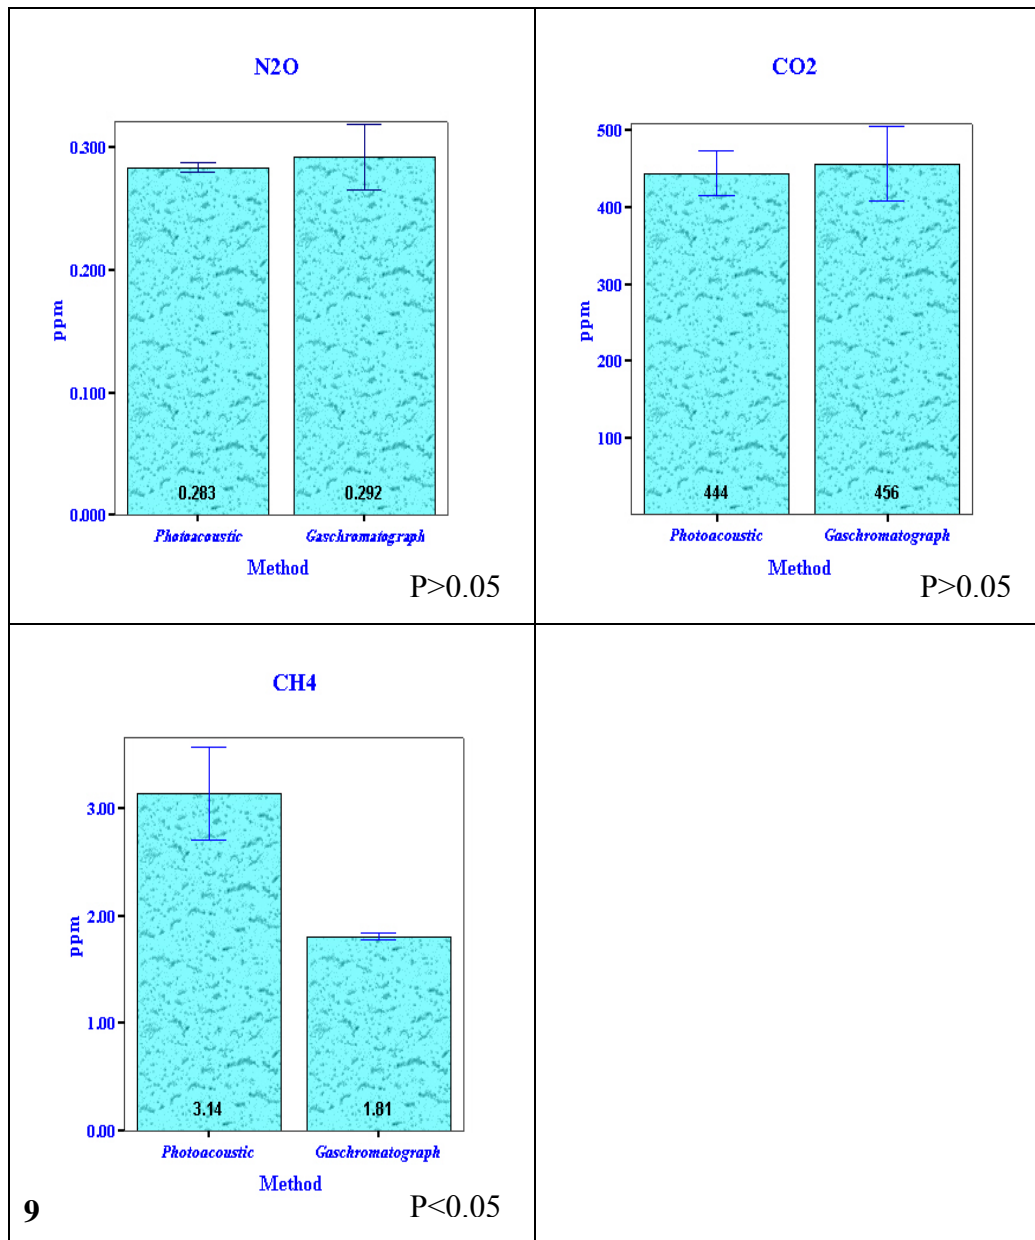 N2O
0.300
0.200
0.100
0.000
ppm
0.283
0.292
Photoacoustic Gaschromatograph
Method
P>0.05
CO2
500
400
300
200
100
ppm
444
456
Photoacoustic Gaschromatograph
Method
P>0.05
CH4
3.00
2.00
1.00
0.00
ppm
3.14
1.81
Photoacoustic Gaschromatograph
Method
P<0.05
9